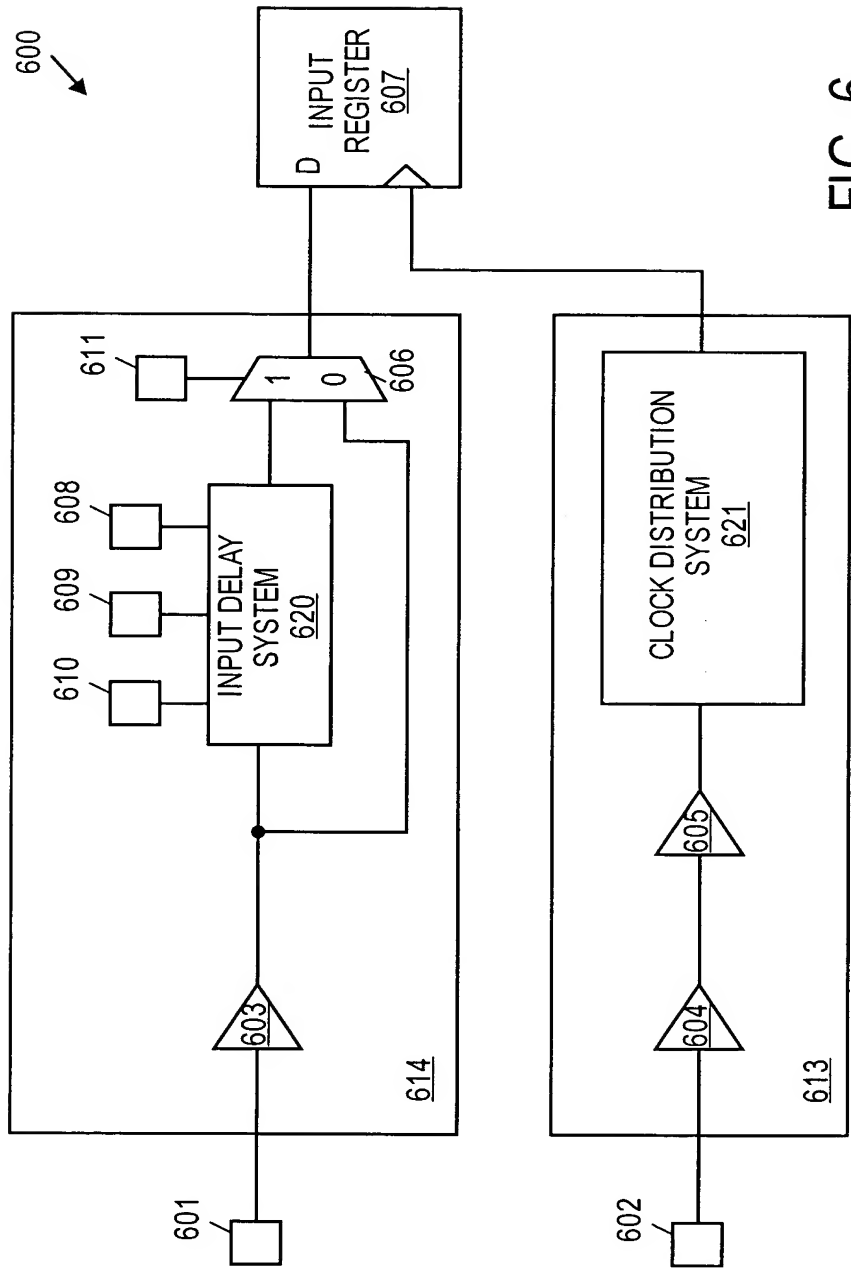 600
611
608
609
610
INPUT DELAY
SYSTEM
620
1
0
606
603
614
601
D
INPUT
REGISTER
607
CLOCK DISTRIBUTION
SYSTEM
621
605
604
613
602
FIG. 6